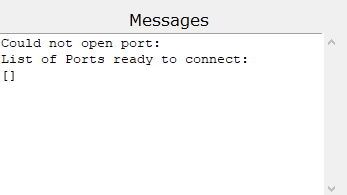 Messages
Could not open port:
List of Ports ready to connect:
[]